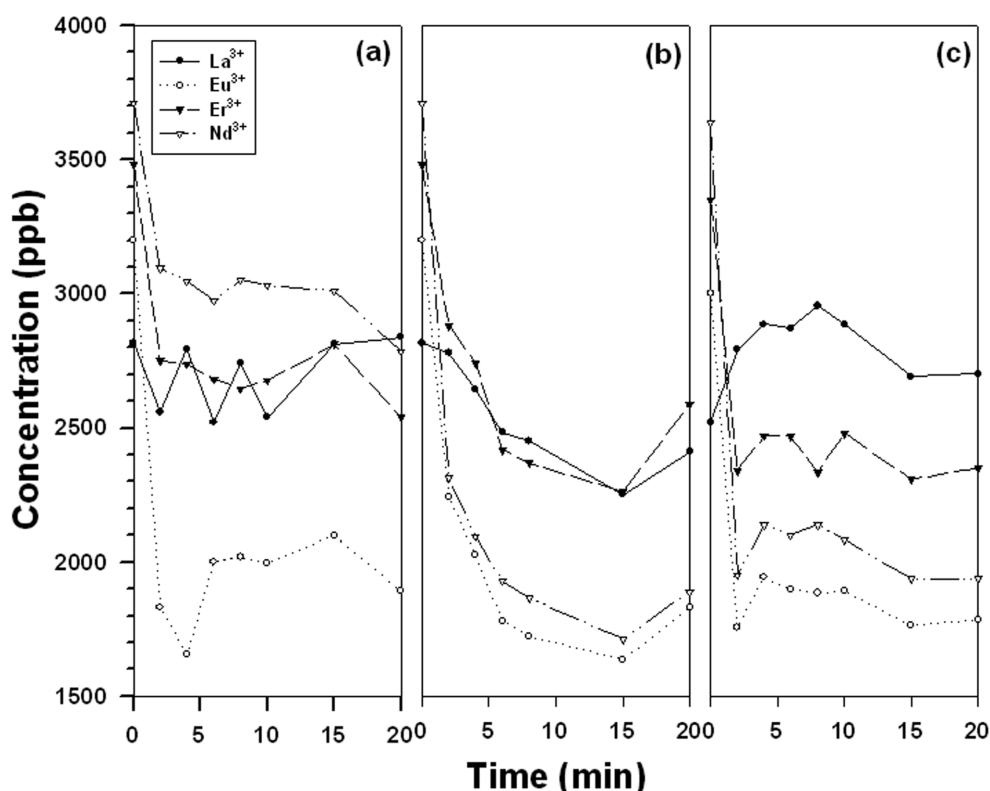 4000
3500
3000
2500
2000
1500
Concentration (ppb)
(a)
La³⁺
Eu³⁺
Er³⁺
Nd³⁺
(b)
(c)
0 5 10 15 20
0 5 10 15 20
0 5 10 15 20
Time (min)